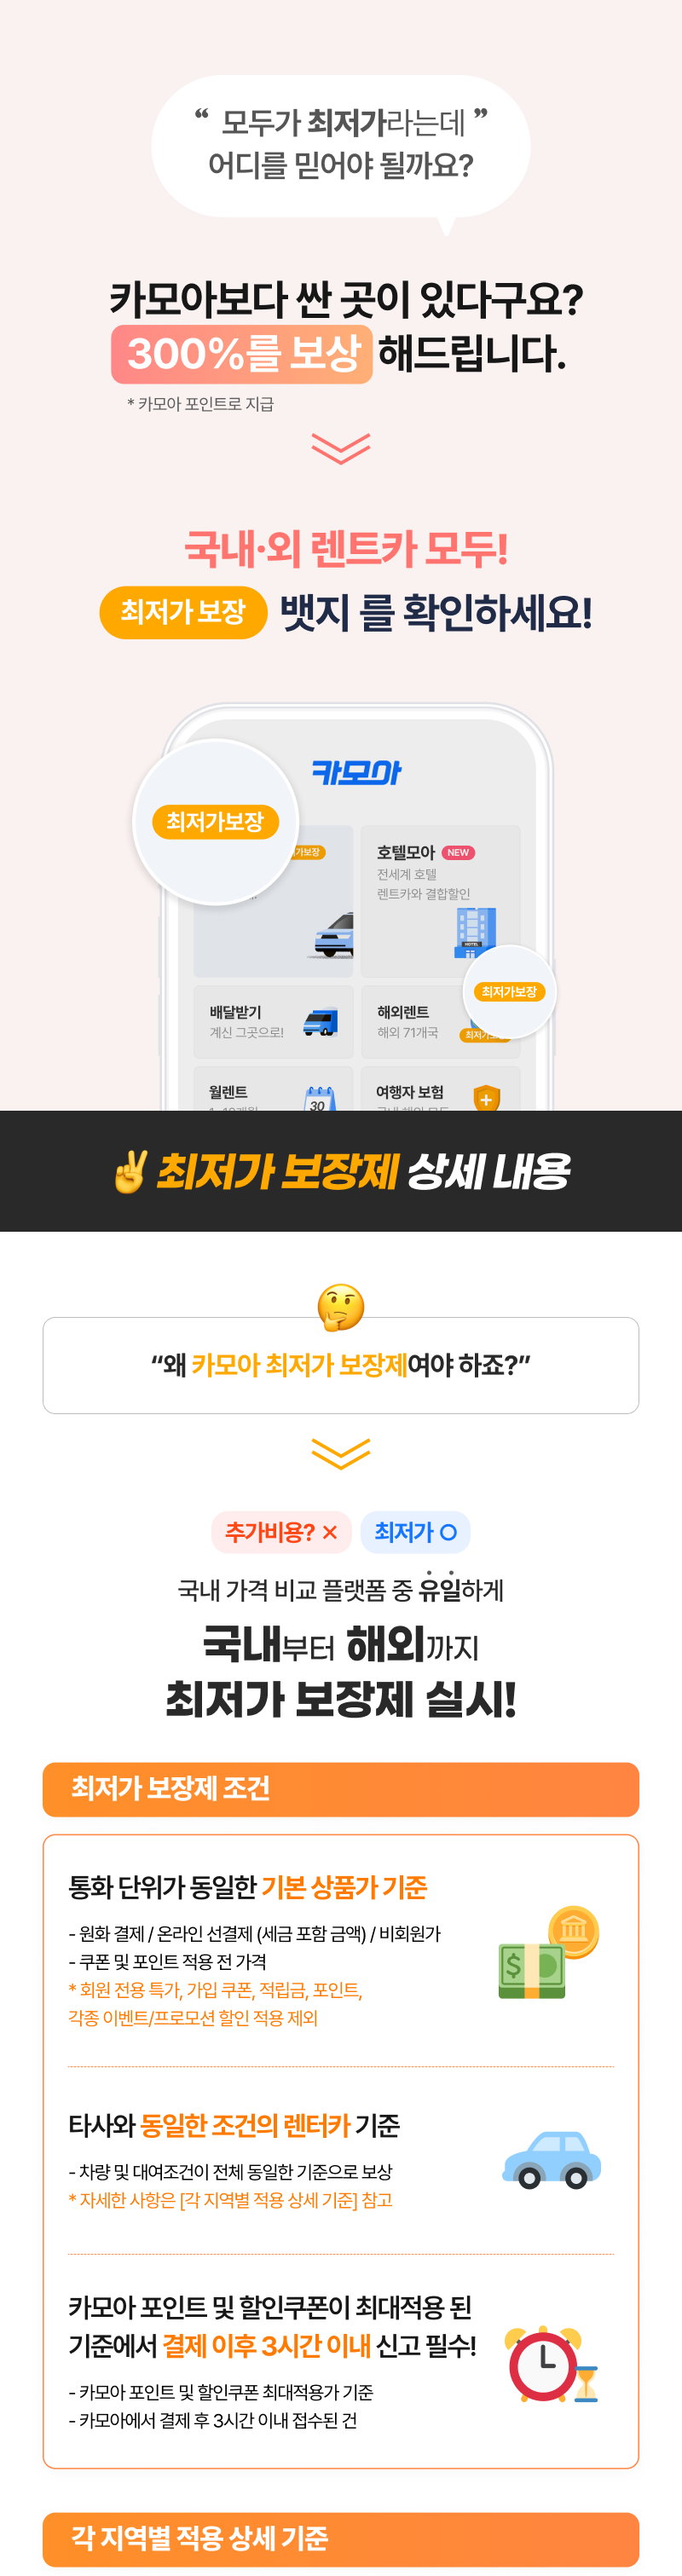 “ 모두가 최저가라는데 ”
어디를 믿어야 될까요?
카모아보다 싼 곳이 있다구요?
300%를 보상 해드립니다.
* 카모아 포인트로 지급
국내·외 렌트카 모두!
최저가 보장 뱃지 를 확인하세요!
카모아
최저가보장
가보장
호텔모아 NEW
전세계 호텔
렌트카와 결합할인
HOTEL
최저가보장
배달받기
계신 그곳으로!
해외렌트
해외 71개국
월렌트
30
여행자 보험
✌️ 최저가 보장제 상세 내용
“왜 카모아 최저가 보장제여야 하죠?”
추가비용? ✕ 최저가 O
국내 가격 비교 플랫폼 중 유일하게
국내부터 해외까지
최저가 보장제 실시!
최저가 보장제 조건
통화 단위가 동일한 기본 상품가 기준
- 원화 결제 / 온라인 선결제 (세금 포함 금액) / 비회원가
- 쿠폰 및 포인트 적용 전 가격
* 회원 전용 특가, 가입 쿠폰, 적립금, 포인트,
각종 이벤트/프로모션 할인 적용 제외
타사와 동일한 조건의 렌터카 기준
- 차량 및 대여조건이 전체 동일한 기준으로 보상
* 자세한 사항은 [각 지역별 적용 상세 기준] 참고
카모아 포인트 및 할인쿠폰이 최대적용 된
기준에서 결제 이후 3시간 이내 신고 필수!
- 카모아 포인트 및 할인쿠폰 최대적용가 기준
- 카모아에서 결제 후 3시간 이내 접수된 건
각 지역별 적용 상세 기준